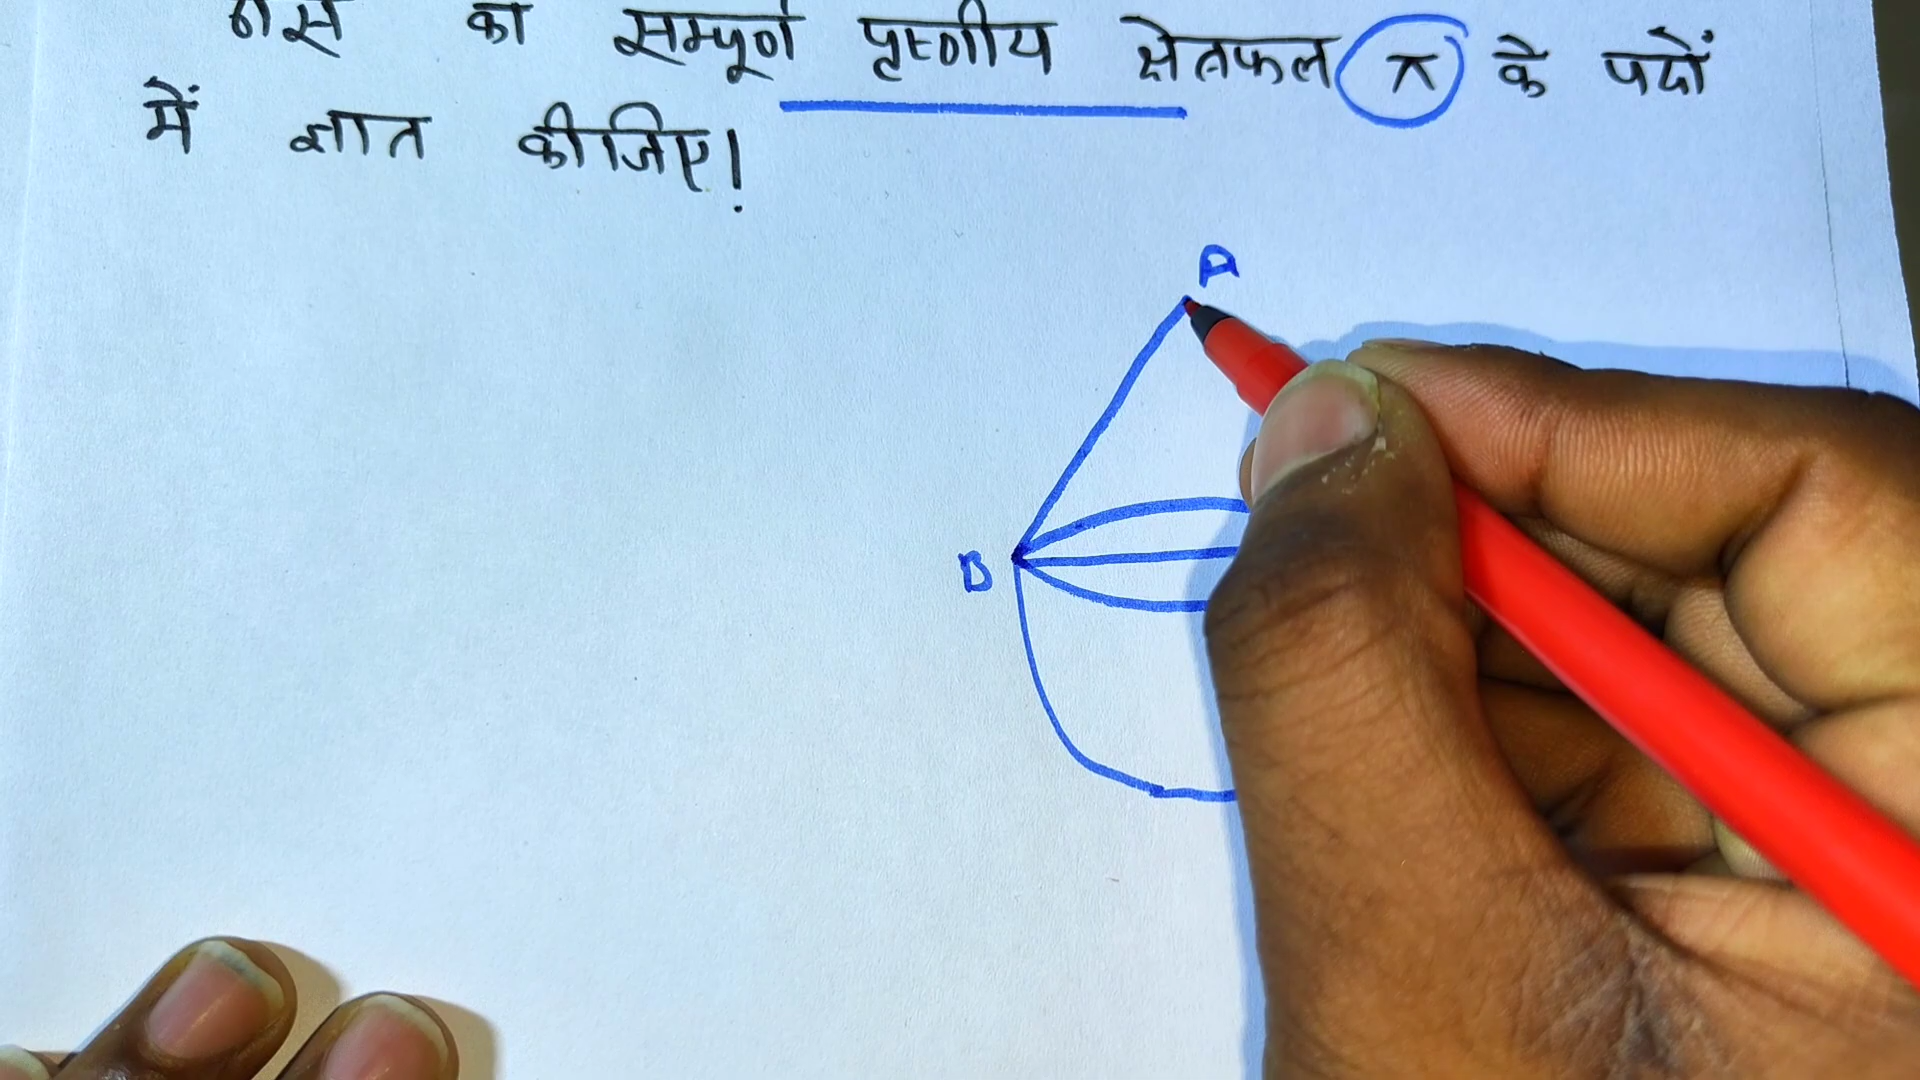 का सम्पूर्ण पृष्ठीय क्षेत्रफल π के पदों
में ज्ञात कीजिए!
A
B